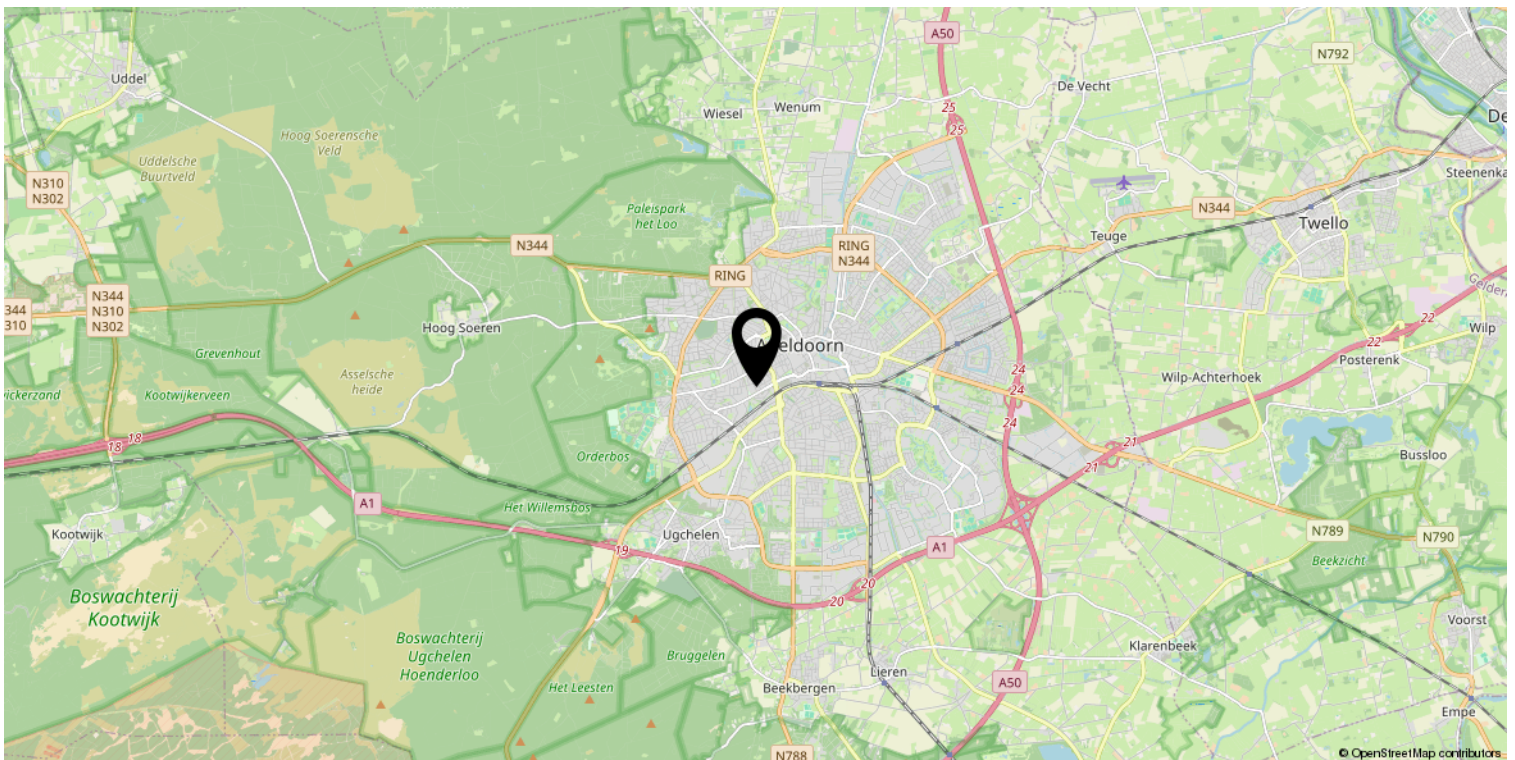 A50
N792
Uddel
De Vecht
Wiesel
Wenum
25
25
De
Hoog Soerensche
Veld
Uddelsche
Buurtveld
Steenenka
N310
N302
Paleispark
het Loo
N344
Twello
Teuge
N344
RING
N344
RING
Gelder
N344
N310
N302
344
310
Hoog Soeren
22
Wilp
22
Posterenk
Grevenhout
eldoorn
24
Wilp-Achterhoek
Asselsche
heide
24
wickerzand
Kootwijkerveen
24
18
18
21
21
Orderbos
Bussloo
A1
Het Willemsbos
Kootwijk
Ugchelen
19
N789
N790
A1
Beekzicht
20
20
Boswachterij
Kootwijk
Voorst
Boswachterij
Ugchelen
Hoenderloo
Klarenbeek
Bruggelen
Lieren
A50
Het Leesten
Beekbergen
Empe
N788
© OpenStreetMap contributors